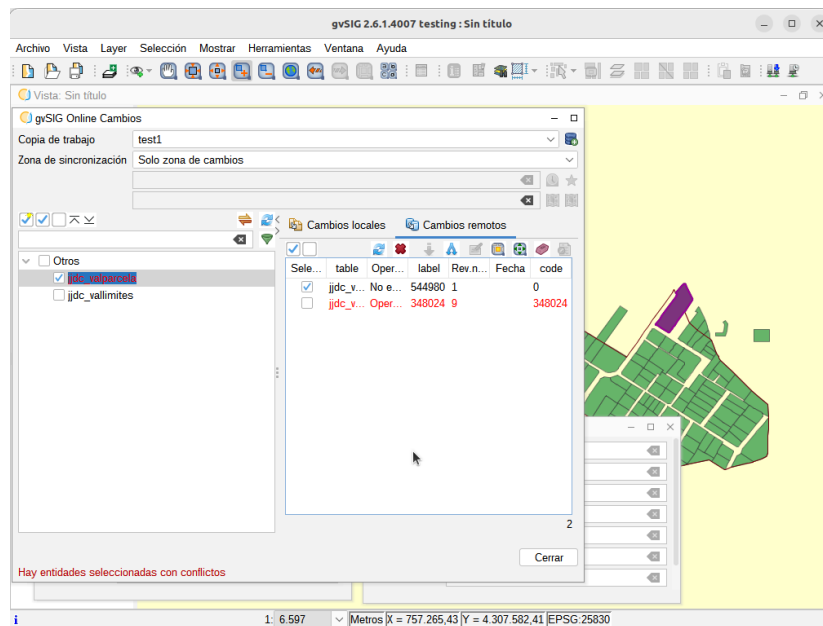 gvSIG 2.6.1.4007 testing : Sin título
Archivo Vista Layer Selección Mostrar Herramientas Ventana Ayuda
Vista: Sin título
gvSIG Online Cambios
Copia de trabajo test1
Zona de sincronización Solo zona de cambios
Cambios locales Cambios remotos
Otros
jjdc_valparcela
jjdc_vallimites
Sele... table Oper... label Rev.n... Fecha code
jjdc_v... No e... 544980 1 0
jjdc_v... Oper... 348024 9 348024
2
Cerrar
Hay entidades seleccionadas con conflictos
1: 6.597 Metros X = 757.265,43 Y = 4.307.582,41 EPSG:25830